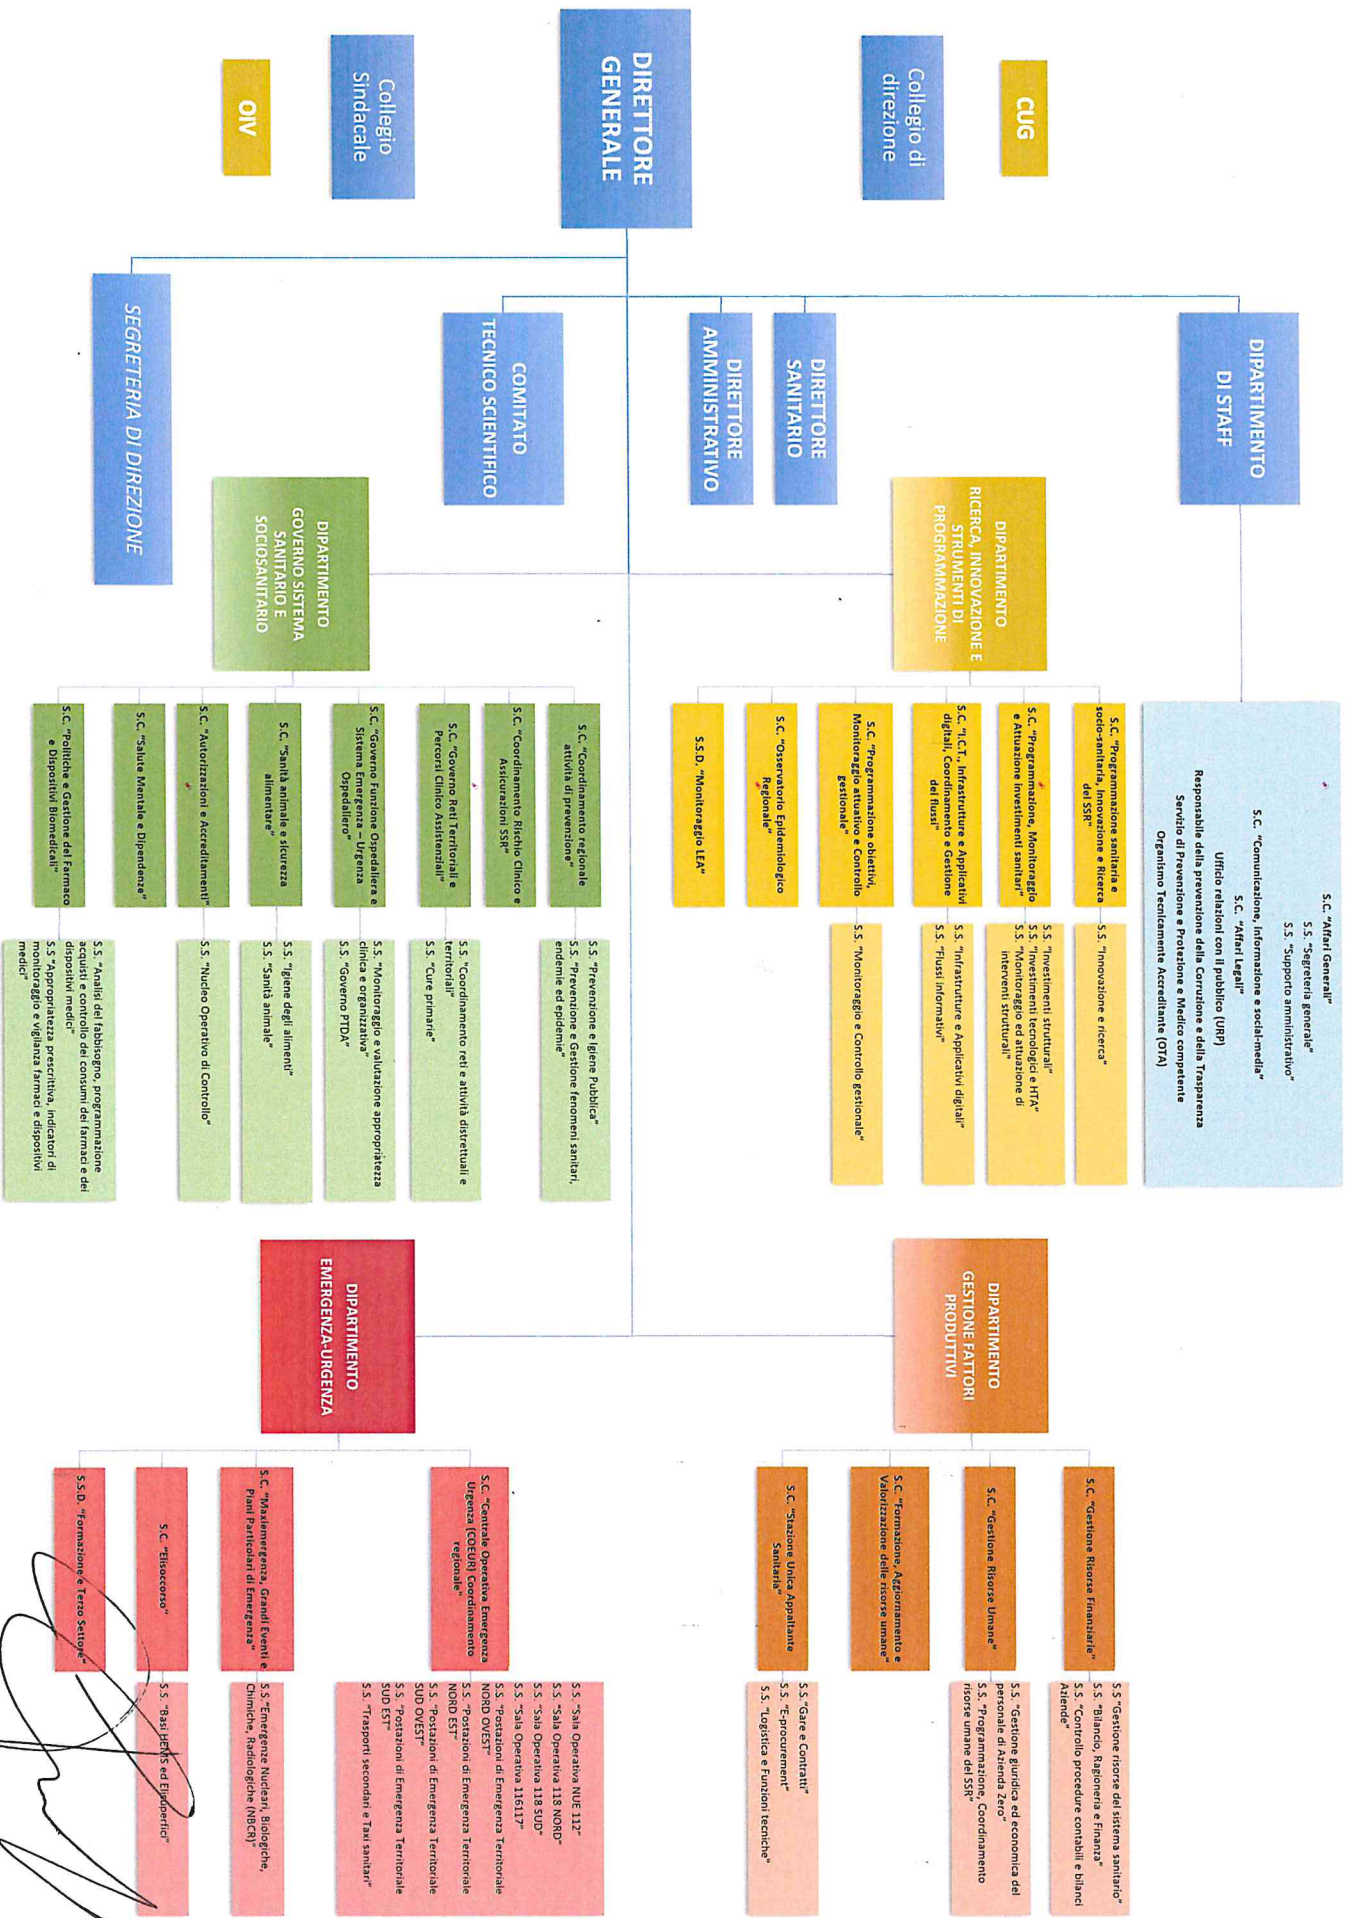 CUG
Collegio di
direzione
DIRETTORE
GENERALE
Collegio
Sindacale
OIV
DIPARTIMENTO
DI STAFF
DIRETTORE
SANITARIO
DIRETTORE
AMMINISTRATIVO
COMITATO
TECNICO SCIENTIFICO
SEGRETERIA DI DIREZIONE
S.C. "Affari Generali"
S.S. "Segreteria generale"
S.S. "Supporto amministrativo"
S.C. "Comunicazione, Informazione e social-media"
Ufficio relazioni con il pubblico (URP)
S.C. "Affari Legali"
Responsabile della prevenzione della Corruzione e della Trasparenza
Servizio di Prevenzione e Protezione e Medico competente
Organismo Tecnicamente Accreditante (OTA)
DIPARTIMENTO
RICERCA, INNOVAZIONE E
STRUMENTI DI
PROGRAMMAZIONE
S.C. "Programmazione sanitaria e
socio-sanitaria, Innovazione e Ricerca
del SSR"
S.S. "Innovazione e ricerca"
S.C. "Programmazione, Monitoraggio
e Attuazione investimenti sanitari"
S.S. "Investimenti strutturali"
S.S. "Investimenti tecnologici e HTA"
S.S. "Monitoraggio ed attuazione di
interventi strutturali"
S.C. "I.C.T., Infrastrutture e Applicativi
digitali, Coordinamento e Gestione
dei flussi"
S.S. "Infrastrutture e Applicativi digitali"
S.S. "Flussi informativi"
S.C. "Programmazione obiettivi,
Monitoraggio attuativo e Controllo
gestionale"
S.S. "Monitoraggio e Controllo gestionale"
S.C. "Osservatorio Epidemiologico
Regionale"
S.S.D. "Monitoraggio LEA"
DIPARTIMENTO
GOVERNO SISTEMA
SANITARIO E
SOCIOSANITARIO
S.C. "Coordinamento regionale
attività di prevenzione"
S.S. "Prevenzione e Igiene Pubblica"
S.S. "Prevenzione e Gestione fenomeni sanitari,
endemie ed epidemie"
S.C. "Coordinamento Rischio Clinico e
Assicurazioni SSR"
S.C. "Governo Reti Territoriali e
Percorsi Clinico Assistenziali"
S.S. "Coordinamento reti e attività distrettuali e
territoriali"
S.S. "Cure primarie"
S.C. "Governo Funzione Ospedaliera e
Sistema Emergenza – Urgenza
Ospedaliero"
S.S. "Monitoraggio e valutazione appropriatezza
clinica e organizzativa"
S.S. "Governo PTDA"
S.C. "Sanità animale e sicurezza
alimentare"
S.S. "Igiene degli alimenti"
S.S. "Sanità animale"
S.C. "Autorizzazioni e Accreditamenti"
S.S. "Nucleo Operativo di Controllo"
S.C. "Salute Mentale e Dipendenze"
S.C. "Politiche e Gestione del Farmaco
e Dispositivi Biomedicali"
S.S. "Analisi del fabbisogno, programmazione
acquisti e controllo dei consumi dei farmaci e dei
dispositivi medici"
S.S "Appropriatezza prescrittiva, indicatori di
monitoraggio e vigilanza farmaci e dispositivi
medici"
DIPARTIMENTO
GESTIONE FATTORI
PRODUTTIVI
S.C. "Gestione Risorse Finanziarie"
S.S "Gestione risorse del sistema sanitario"
S.S. "Bilancio, Ragioneria e Finanza"
S.S. "Controllo procedure contabili e bilanci
Aziende"
S.C. "Gestione Risorse Umane"
S.S. "Gestione giuridica ed economica del
personale di Azienda Zero"
S.S. "Programmazione, Coordinamento
risorse umane del SSR"
S.C. "Formazione, Aggiornamento e
Valorizzazione delle risorse umane"
S.C. "Stazione Unica Appaltante
Sanitaria"
S.S. "Gare e Contratti"
S.S. "E-procurement"
S.S. "Logistica e Funzioni tecniche"
DIPARTIMENTO
EMERGENZA-URGENZA
S.C. "Centrale Operativa Emergenza
Urgenza (COEUR) Coordinamento
regionale"
S.S. "Sala Operativa NUE 112"
S.S. "Sala Operativa 118 NORD"
S.S. "Sala Operativa 118 SUD"
S.S. "Sala Operativa 116117"
S.S. "Postazioni di Emergenza Territoriale
NORD OVEST"
S.S. "Postazioni di Emergenza Territoriale
NORD EST"
S.S. "Postazioni di Emergenza Territoriale
SUD OVEST"
S.S. "Postazioni di Emergenza Territoriale
SUD EST"
S.S. "Trasporti secondari e Taxi sanitari"
S.C. "Maxiemergenza, Grandi Eventi e
Piani Particolari di Emergenza"
S.S. "Emergenze Nucleari, Biologiche,
Chimiche, Radiologiche (NBCR)"
S.C. "Elisoccorso"
S.S. "Basi HEMS ed Elisuperfici"
S.S.D. "Formazione e Terzo Settore"